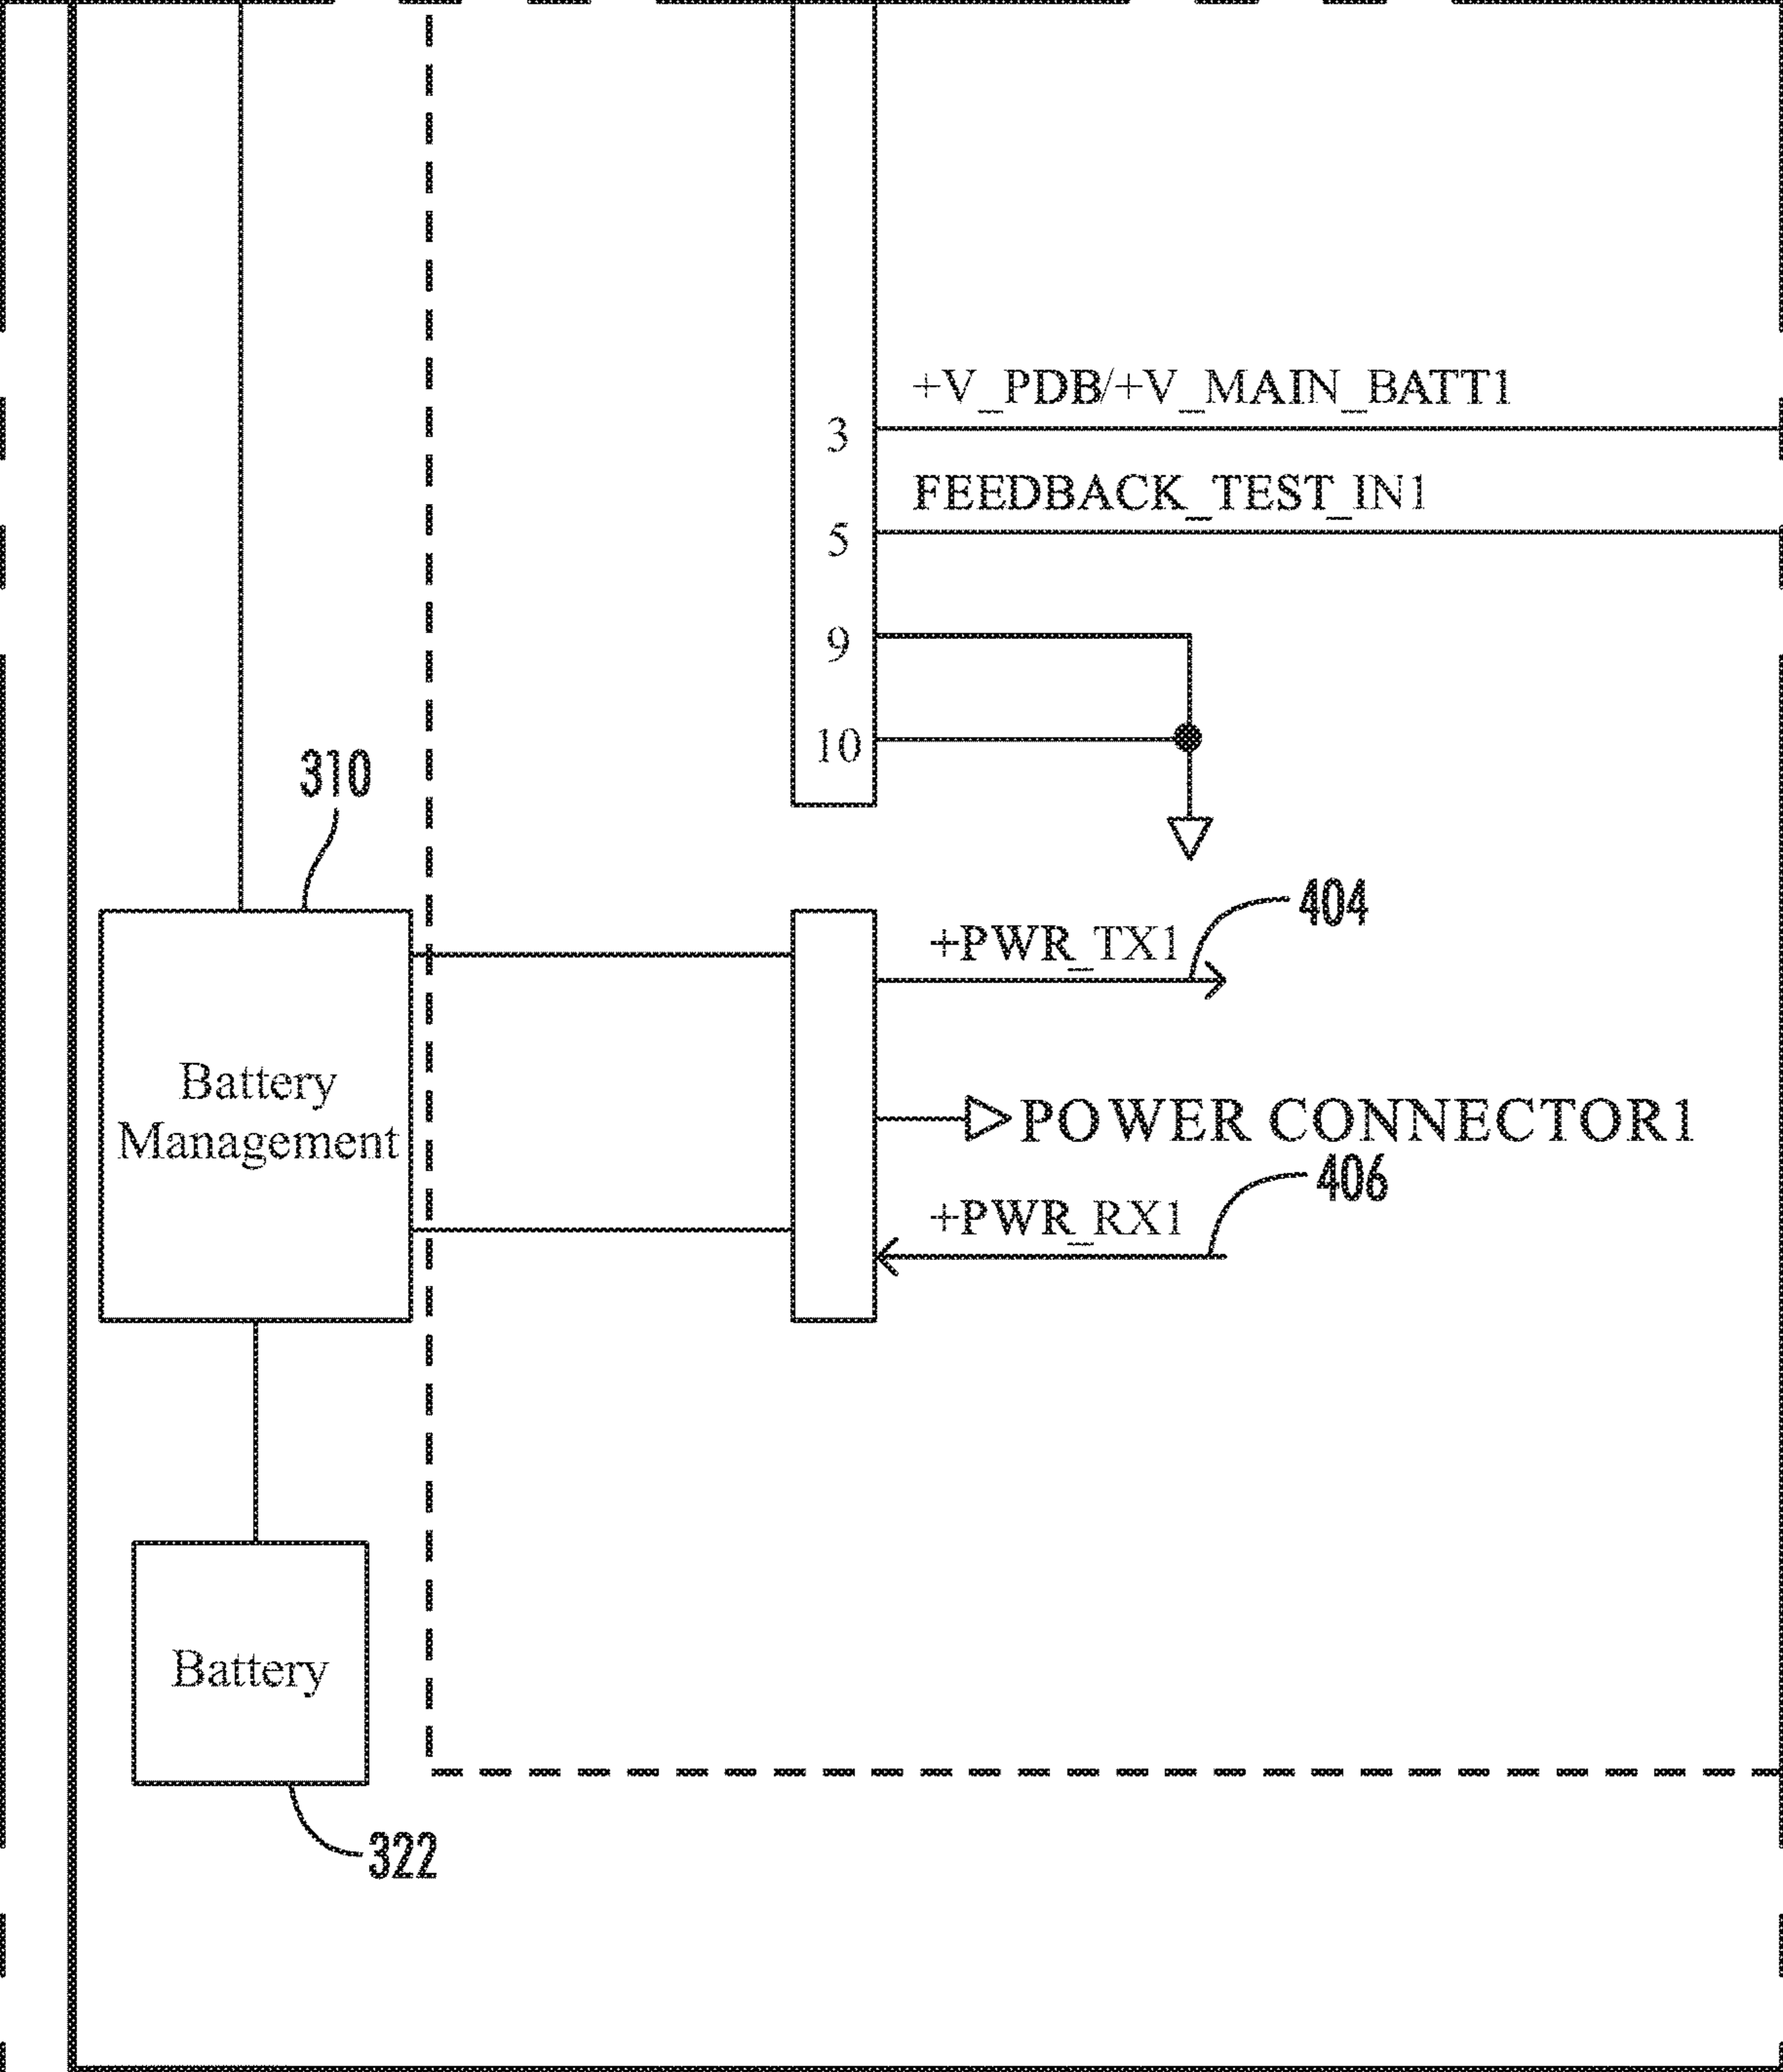 +V_PDB/+V_MAIN_BATT1
3
FEEDBACK_TEST_IN1
5
9
10
310
404
+PWR_TX1
Battery
Management
POWER CONNECTOR1
406
+PWR_RX1
Battery
322